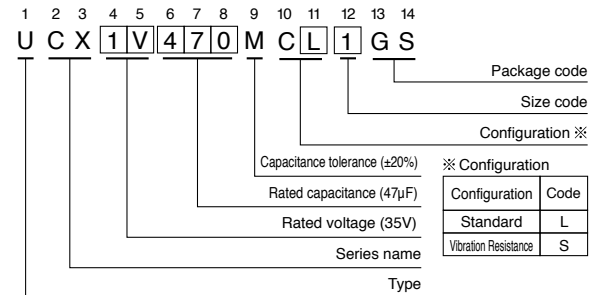 1 2 3 4 5 6 7 8 9 10 11 12 13 14
U C X 1 V 4 7 0 M C L 1 G S
Package code
Size code
Configuration ※
Capacitance tolerance (±20%)
Rated capacitance (47µF)
Rated voltage (35V)
Series name
Type
※ Configuration
Configuration Code
Standard L
Vibration Resistance S